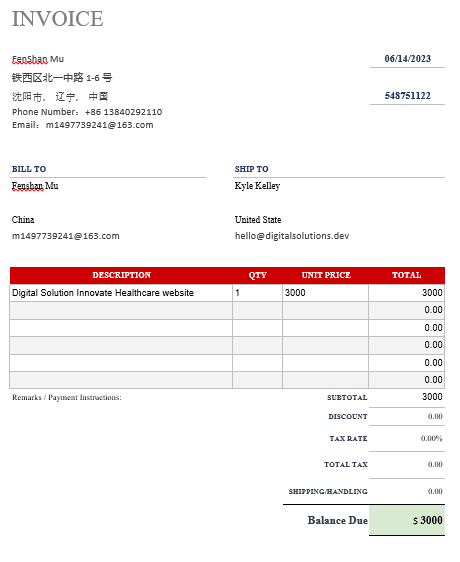 INVOICE
FenShan Mu
06/14/2023
铁西区北一中路 1-6 号
沈阳市， 辽宁， 中国
548751122
Phone Number： +86 13840292110
Email： m1497739241@163.com
BILL TO
SHIP TO
Fenshan Mu
Kyle Kelley
China
United State
m1497739241@163.com
hello@digitalsolutions.dev
DESCRIPTION QTY UNIT PRICE TOTAL
Digital Solution Innovate Healthcare website 1 3000 3000
0.00
0.00
0.00
0.00
0.00
Remarks / Payment Instructions:
SUBTOTAL 3000
DISCOUNT 0.00
TAX RATE 0.00%
TOTAL TAX 0.00
SHIPPING/HANDLING 0.00
Balance Due $ 3000